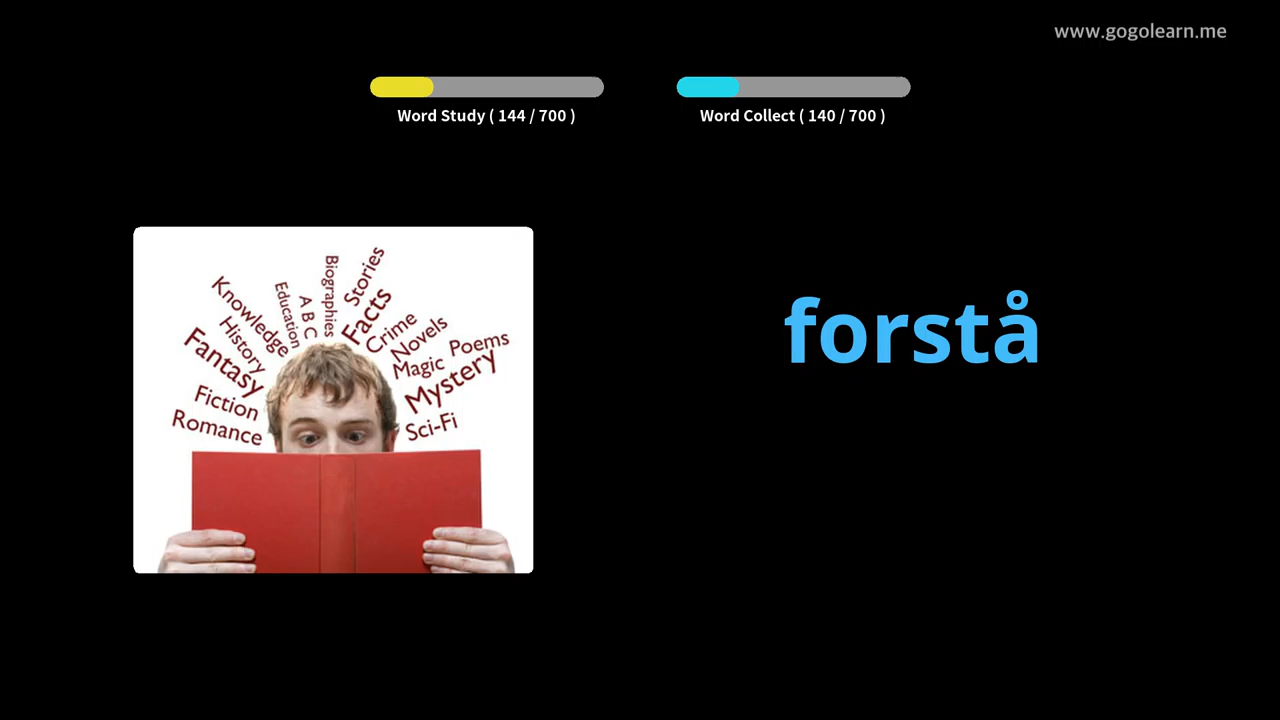 www.gogolearn.me
Word Study ( 144 / 700 )
Word Collect ( 140 / 700 )
Stories
Biographies
Facts
A B C
Education
Knowledge
Crime
Novels
History
Poems
Fantasy
Magic
Mystery
Fiction
Sci-Fi
Romance
forstå